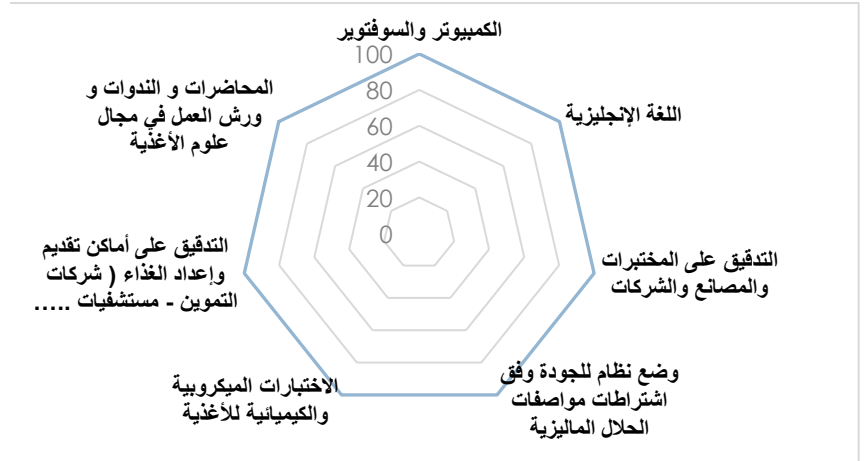 الكمبيوتر والسوفتوير
100
80
60
40
20
0
اللغة الإنجليزية
التدقيق على المختبرات
والمصانع والشركات
وضع نظام للجودة وفق
اشتراطات مواصفات
الحلال الماليزية
الاختبارات الميكروبية
والكيميائية للأغذية
التدقيق على أماكن تقديم
وإعداد الغذاء ( شركات
التموين - مستشفيات .....
المحاضرات و الندوات و
ورش العمل في مجال
علوم الأغذية